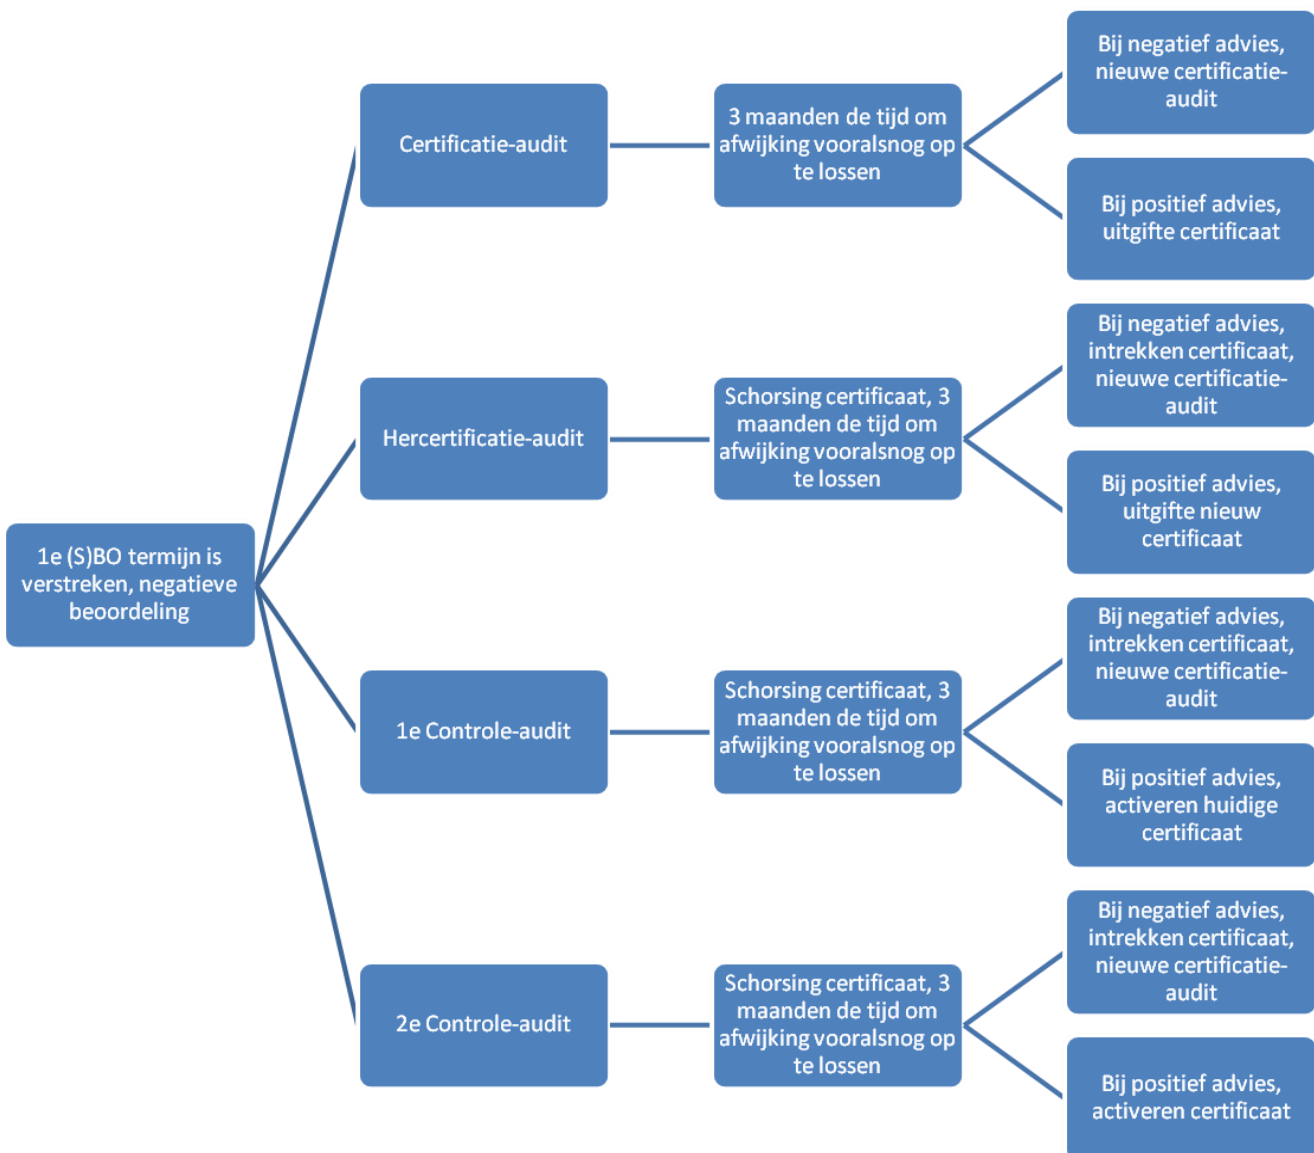 1e (S)BO termijn is
verstreken, negatieve
beoordeling
Certificatie-audit
3 maanden de tijd om
afwijking vooralsnog op
te lossen
Bij negatief advies,
nieuwe certificatie-
audit
Bij positief advies,
uitgifte certificaat
Hercertificatie-audit
Schorsing certificaat, 3
maanden de tijd om
afwijking vooralsnog op
te lossen
Bij negatief advies,
intrekken certificaat,
nieuwe certificatie-
audit
Bij positief advies,
uitgifte nieuw
certificaat
1e Controle-audit
Schorsing certificaat, 3
maanden de tijd om
afwijking vooralsnog op
te lossen
Bij negatief advies,
intrekken certificaat,
nieuwe certificatie-
audit
Bij positief advies,
activeren huidige
certificaat
2e Controle-audit
Schorsing certificaat, 3
maanden de tijd om
afwijking vooralsnog op
te lossen
Bij negatief advies,
intrekken certificaat,
nieuwe certificatie-
audit
Bij positief advies,
activeren certificaat